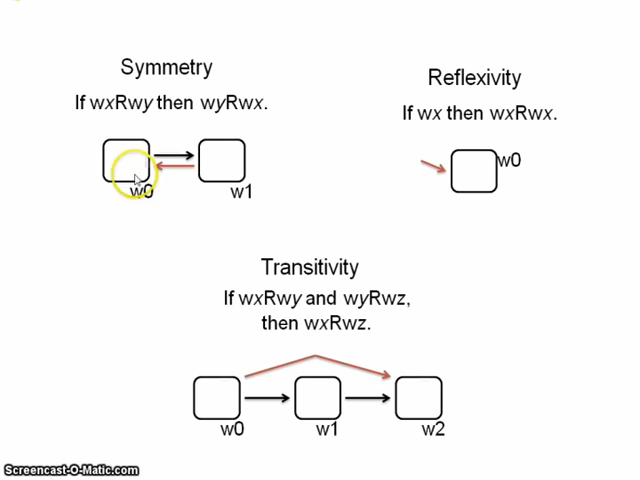 Symmetry
If wxRwy then wyRwx.
w0
w1
Reflexivity
If wx then wxRwx.
w0
Transitivity
If wxRwy and wyRwz,
then wxRwz.
w0
w1
w2
Screencast-O-Matic.com